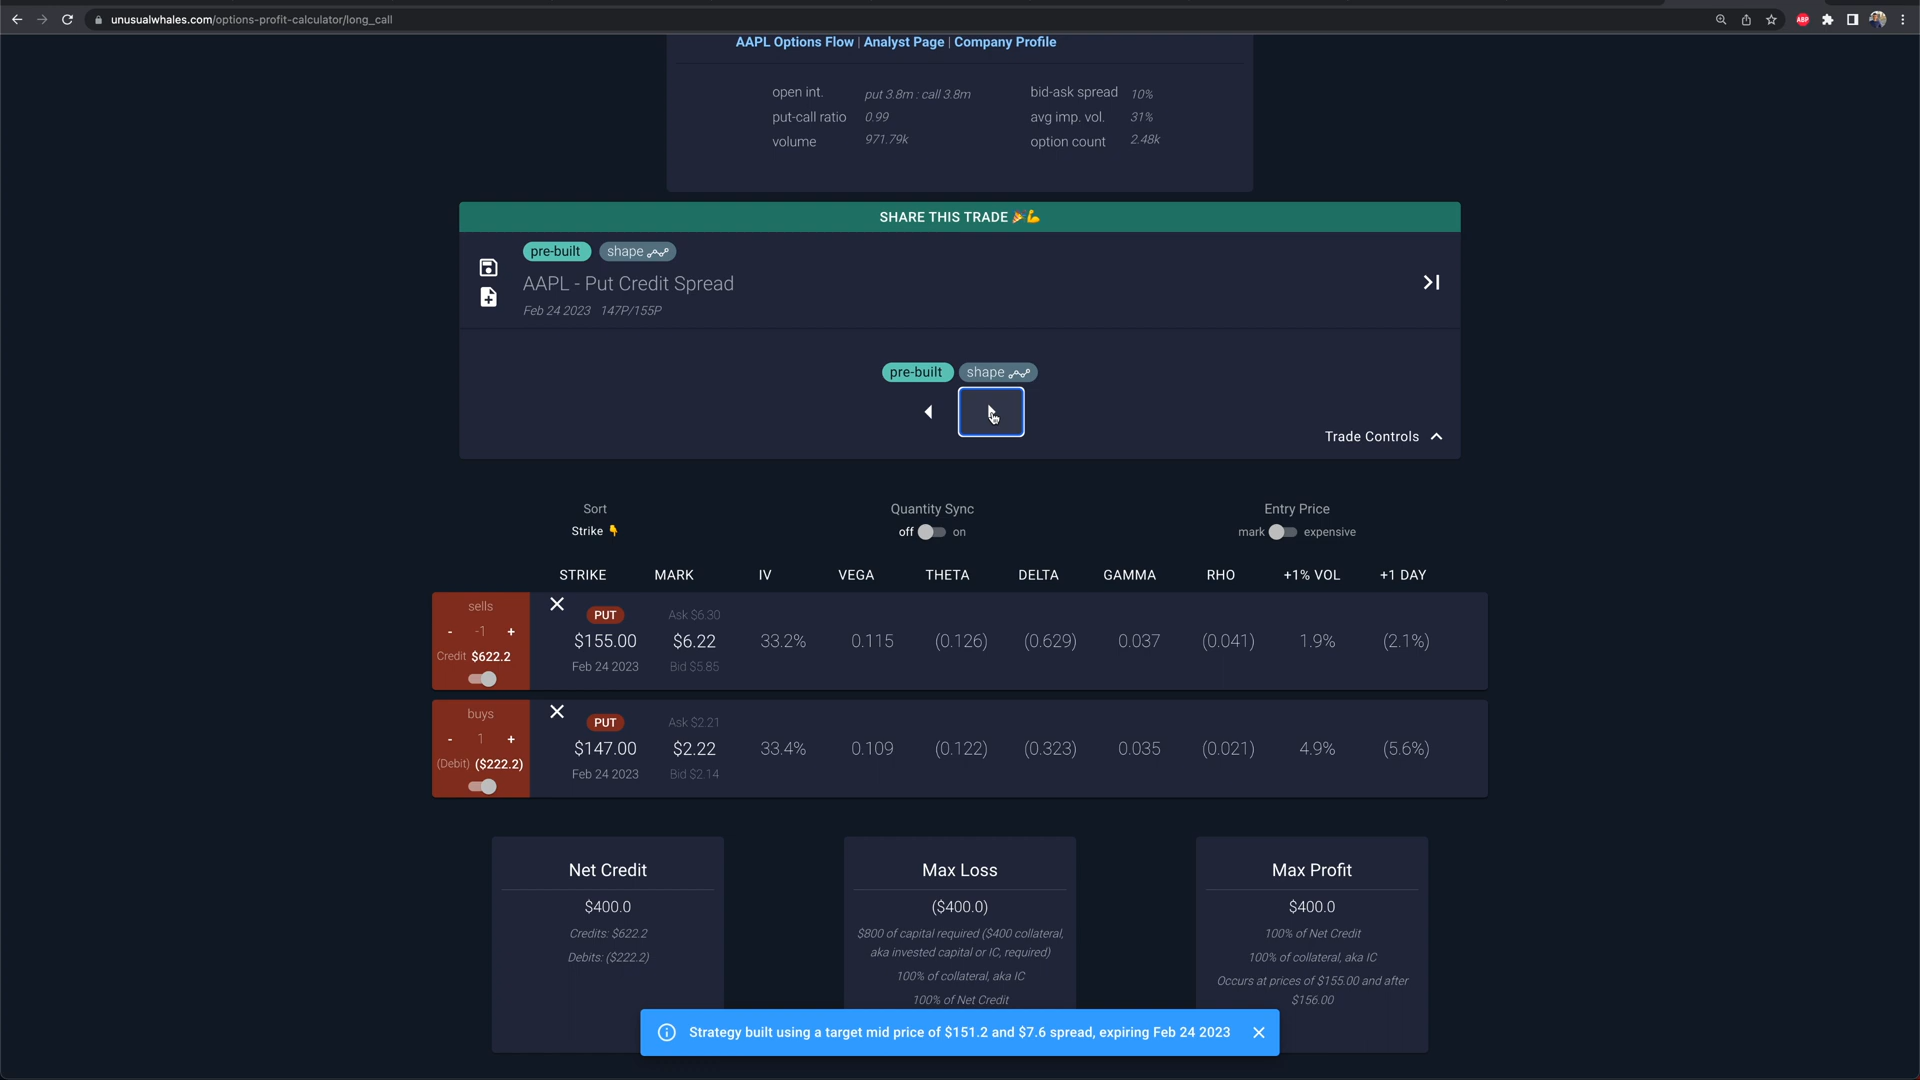 unusualwhales.com/options-profit-calculator/long_call
ABP
AAPL Options Flow | Analyst Page | Company Profile
open int. put 3.8m : call 3.8m bid-ask spread 10%
put-call ratio 0.99 avg imp. vol. 31%
volume 971.79k option count 2.48k
SHARE THIS TRADE 🎉💪
pre-built shape
AAPL - Put Credit Spread
Feb 24 2023 147P/155P
pre-built shape
Trade Controls
Sort Quantity Sync Entry Price
Strike 👇 off on mark expensive
STRIKE MARK IV VEGA THETA DELTA GAMMA RHO +1% VOL +1 DAY
sells PUT Ask $6.30
- -1 + $155.00 $6.22 33.2% 0.115 (0.126) (0.629) 0.037 (0.041) 1.9% (2.1%)
Credit $622.2 Feb 24 2023 Bid $5.85
buys PUT Ask $2.21
- 1 + $147.00 $2.22 33.4% 0.109 (0.122) (0.323) 0.035 (0.021) 4.9% (5.6%)
(Debit) ($222.2) Feb 24 2023 Bid $2.14
Net Credit
$400.0
Credits: $622.2
Debits: ($222.2)
Max Loss
($400.0)
$800 of capital required ($400 collateral,
aka invested capital or IC, required)
100% of collateral, aka IC
100% of Net Credit
Max Profit
$400.0
100% of Net Credit
100% of collateral, aka IC
Occurs at prices of $155.00 and after
$156.00
Strategy built using a target mid price of $151.2 and $7.6 spread, expiring Feb 24 2023